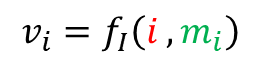 vᵢ = f_I(i ,mᵢ)